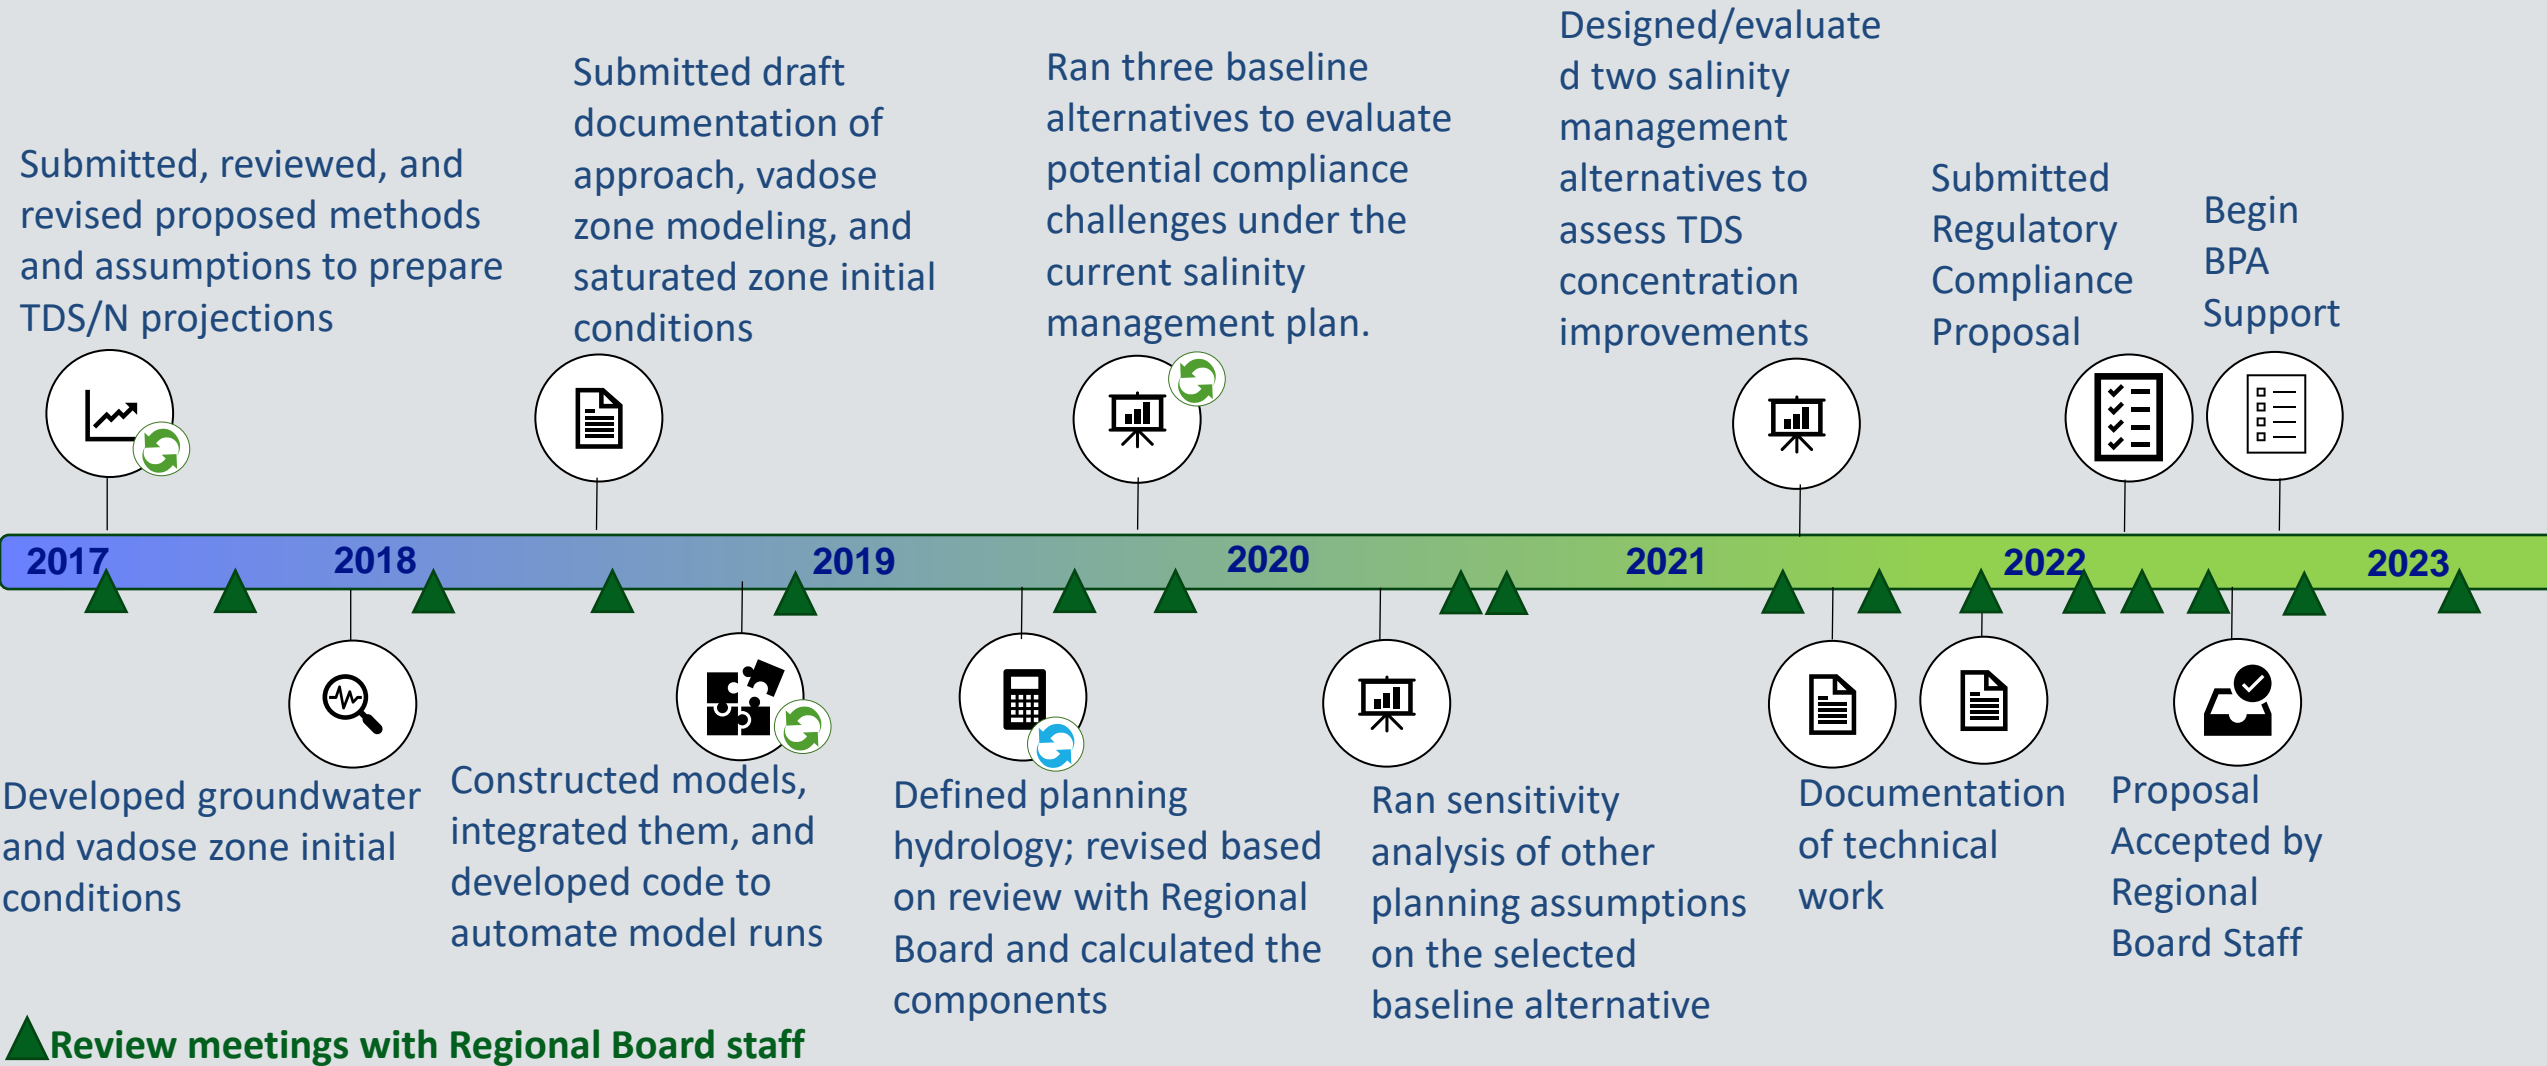 Submitted, reviewed, and
revised proposed methods
and assumptions to prepare
TDS/N projections
Submitted draft
documentation of
approach, vadose
zone modeling, and
saturated zone initial
conditions
Ran three baseline
alternatives to evaluate
potential compliance
challenges under the
current salinity
management plan.
Designed/evaluate
d two salinity
management
alternatives to
assess TDS
concentration
improvements
Submitted
Regulatory
Compliance
Proposal
Begin
BPA
Support
2017 2018 2019 2020 2021 2022 2023
Developed groundwater
and vadose zone initial
conditions
Constructed models,
integrated them, and
developed code to
automate model runs
Defined planning
hydrology; revised based
on review with Regional
Board and calculated the
components
Ran sensitivity
analysis of other
planning assumptions
on the selected
baseline alternative
Documentation
of technical
work
Proposal
Accepted by
Regional
Board Staff
Review meetings with Regional Board staff